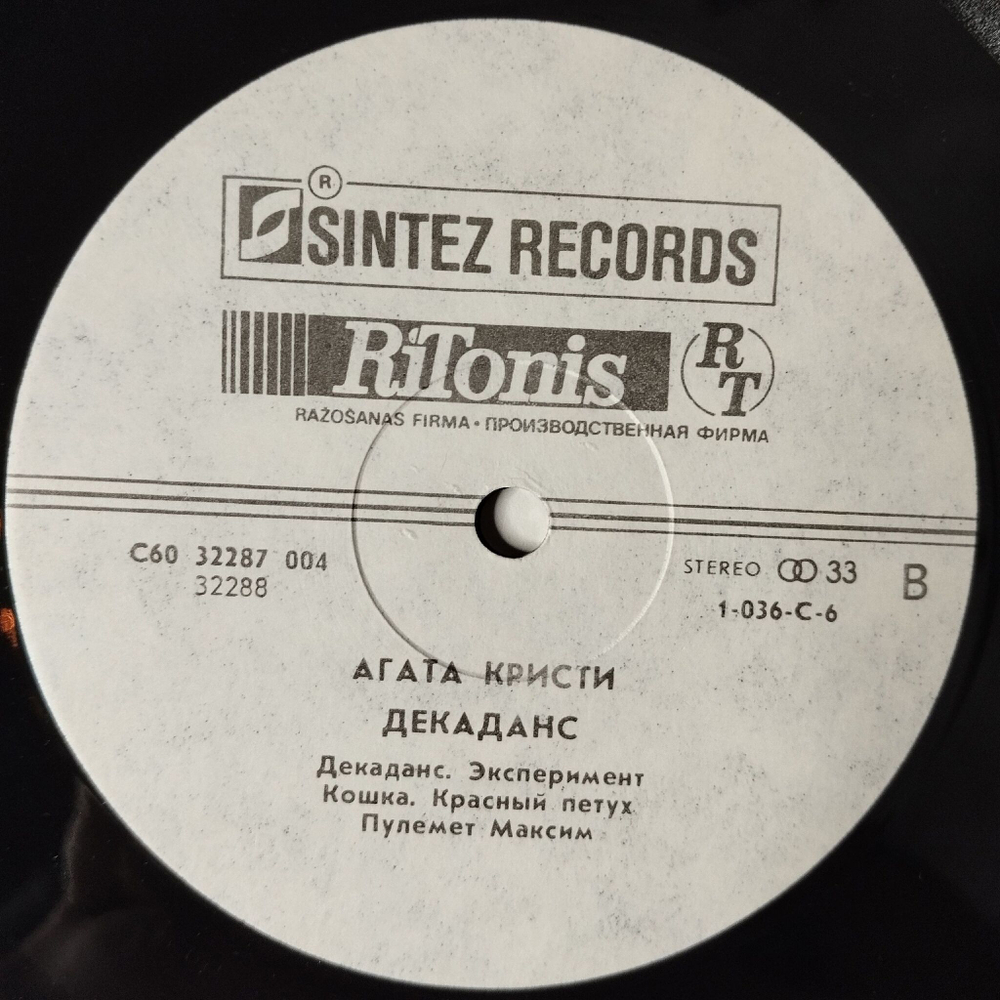 ®
SINTEZ RECORDS
RiTonis RT
RAŽOŠANAS FIRMA • ПРОИЗВОДСТВЕННАЯ ФИРМА
С60 32287 004
32288
STEREO 33
1-036-C-6
B
АГАТА КРИСТИ
ДЕКАДАНС
Декаданс. Эксперимент
Кошка. Красный петух
Пулемет Максим